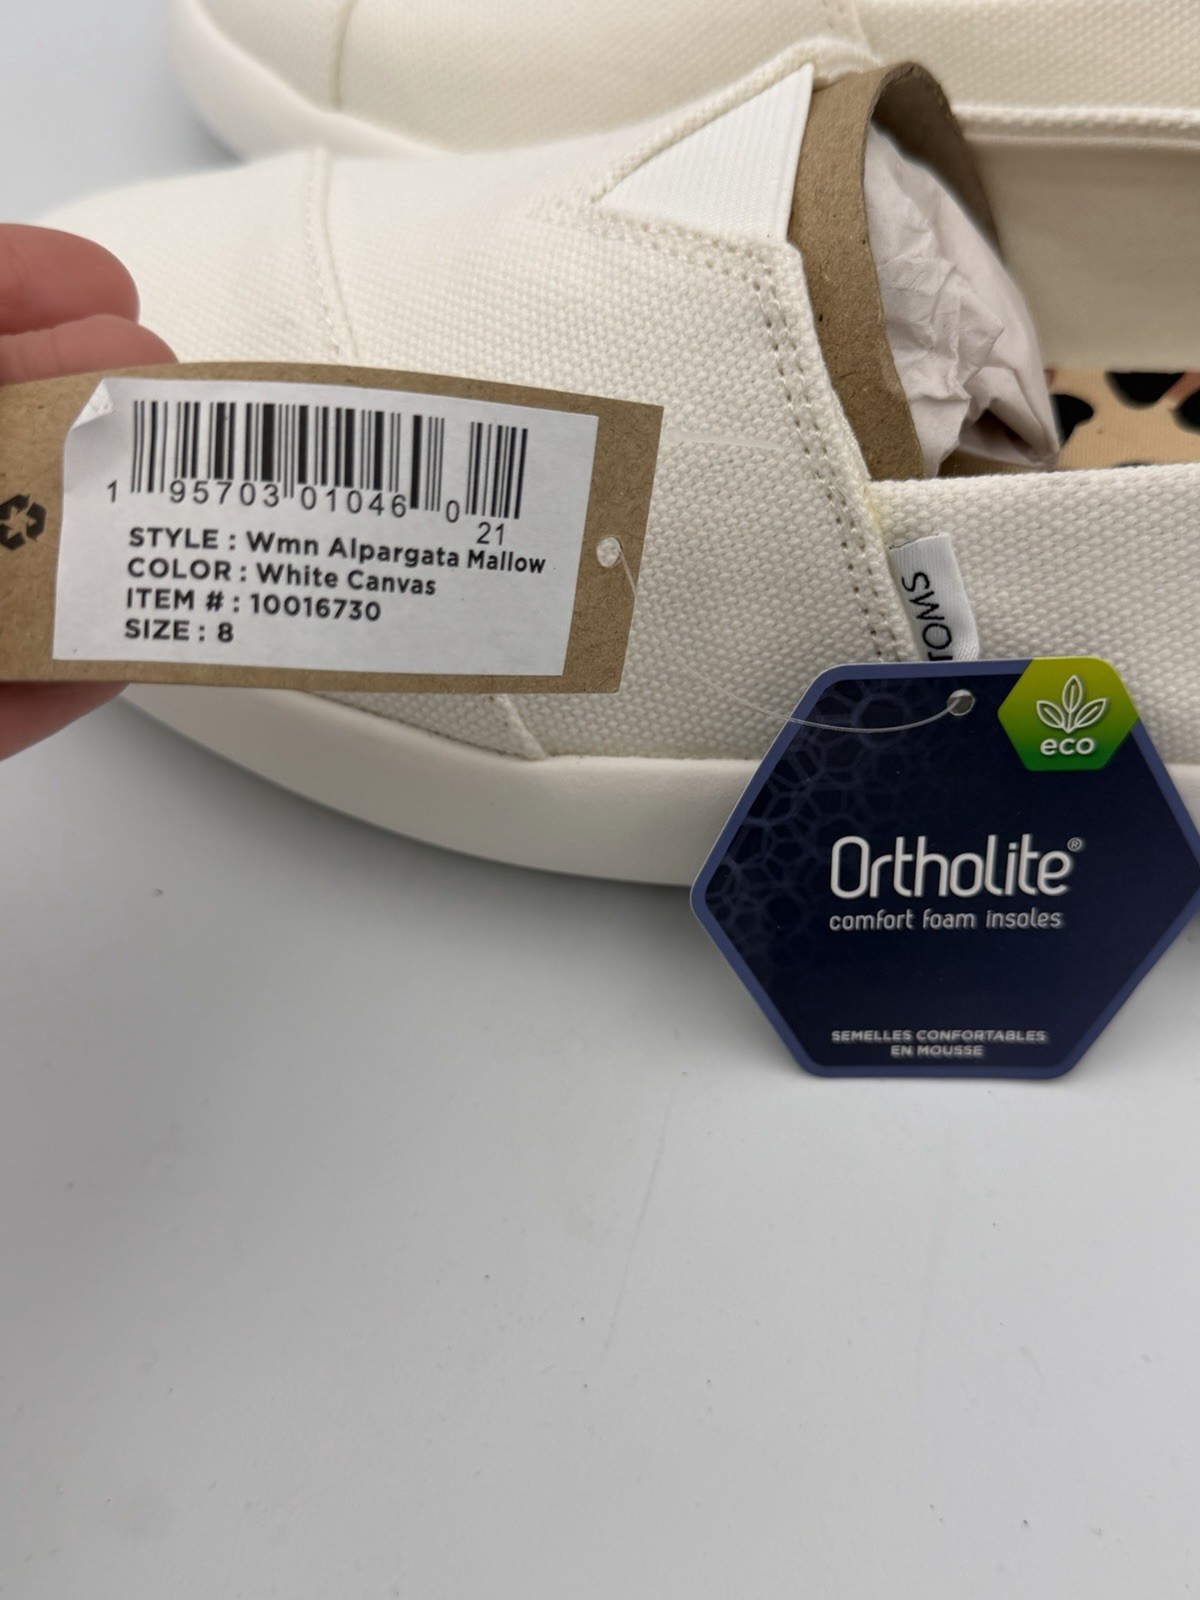 1 95703 01046 0 21
STYLE : Wmn Alpargata Mallow
COLOR : White Canvas
ITEM # : 10016730
SIZE : 8
TOMS
eco
Ortholite®
comfort foam insoles
SEMELLES CONFORTABLES
EN MOUSSE